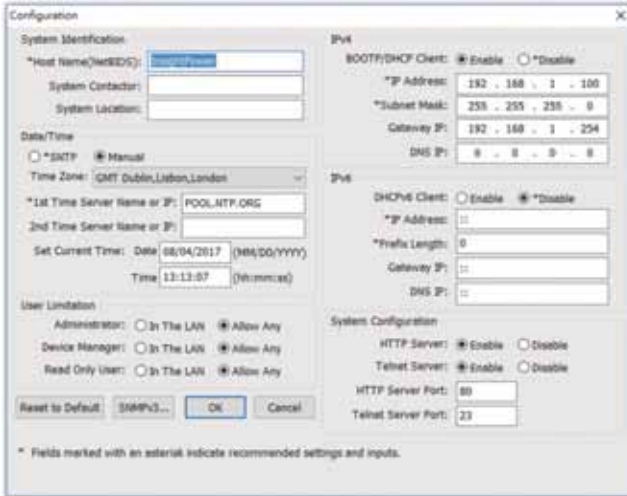 Configuration
System Identification
*Host Name(NetBIOS): InsightPower
System Contactor:
System Location:
Date/Time
*SNTP Manual
Time Zone: GMT Dublin,Lisbon,London
*1st Time Server Name or IP: POOL.NTP.ORG
2nd Time Server Name or IP:
Set Current Time: Date 08/04/2017 (MM/DD/YYYY)
Time 13:13:07 (hh:mm:ss)
User Limitation
Administrator: In The LAN Allow Any
Device Manager: In The LAN Allow Any
Read Only User: In The LAN Allow Any
Reset to Default SNMPv3... OK Cancel
IPv4
BOOTP/DHCP Client: Enable *Disable
*IP Address: 192 . 168 . 1 . 100
*Subnet Mask: 255 . 255 . 255 . 0
Gateway IP: 192 . 168 . 1 . 254
DNS IP: 0 . 0 . 0 . 0
IPv6
DHCPv6 Client: Enable *Disable
*IP Address: ::
*Prefix Length: 0
Gateway IP: ::
DNS IP: ::
System Configuration
HTTP Server: Enable Disable
Telnet Server: Enable Disable
HTTP Server Port: 80
Telnet Server Port: 23
* Fields marked with an asterisk indicate recommended settings and inputs.